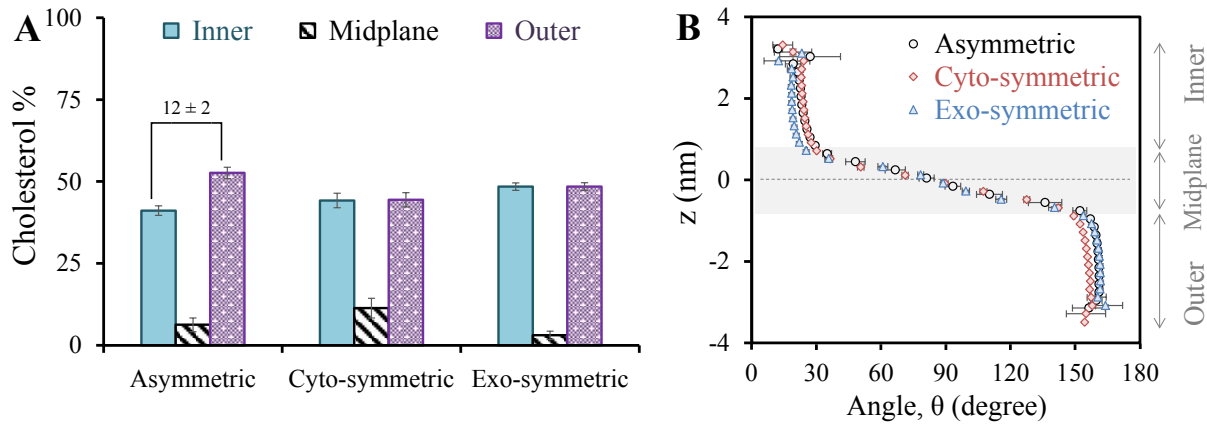 A
Inner
Midplane
Outer
Cholesterol %
100
75
50
25
0
12 ± 2
Asymmetric
Cyto-symmetric
Exo-symmetric
B
Asymmetric
Cyto-symmetric
Exo-symmetric
z (nm)
4
2
0
-2
-4
0
30
60
90
120
150
180
Angle, θ (degree)
Inner
Midplane
Outer